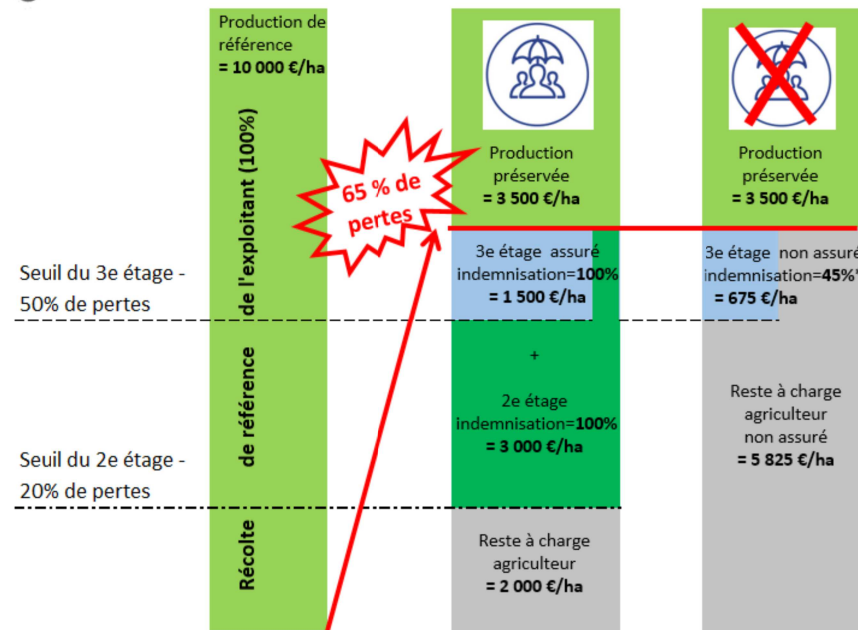 Production de
référence
= 10 000 €/ha
Récolte de référence de l'exploitant (100%)
65 % de
pertes
Production
préservée
= 3 500 €/ha
Production
préservée
= 3 500 €/ha
Seuil du 3e étage -
50% de pertes
3e étage assuré
indemnisation=100%
= 1 500 €/ha
3e étage non assuré
indemnisation=45%*
= 675 €/ha
+
2e étage
indemnisation=100%
= 3 000 €/ha
Reste à charge
agriculteur
non assuré
= 5 825 €/ha
Seuil du 2e étage -
20% de pertes
Reste à charge
agriculteur
= 2 000 €/ha